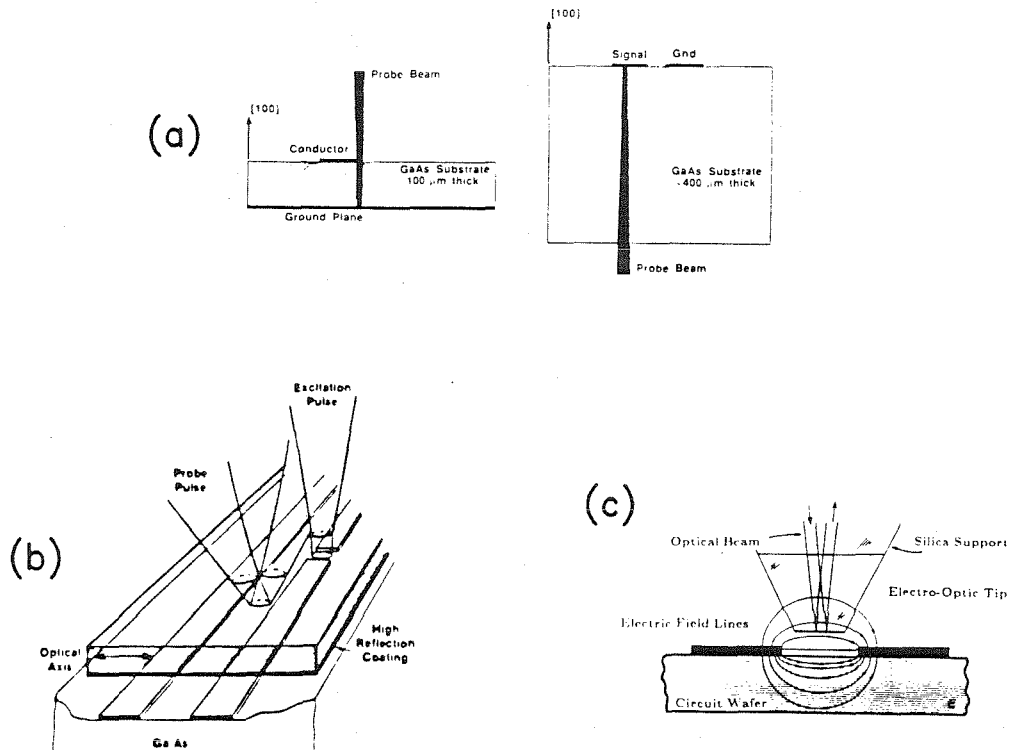 (a)
[100]
Probe Beam
Conductor
GaAs Substrate
100 μm thick
Ground Plane
[100]
Signal
Gnd
GaAs Substrate
~400 μm thick
Probe Beam
(b)
Excitation
Pulse
Probe
Pulse
Optical
Axis
High
Reflection
Coating
GaAs
(c)
Optical Beam
Silica Support
Electro-Optic Tip
Electric Field Lines
Circuit Wafer
ε